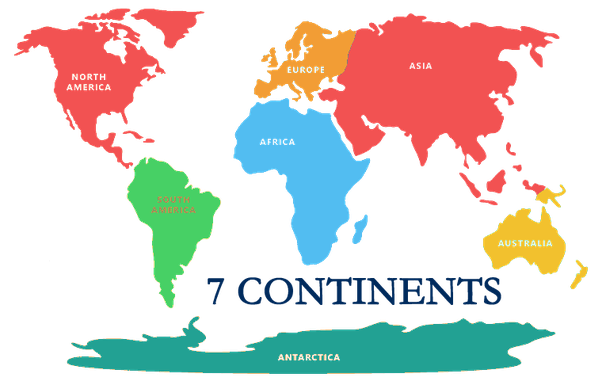 NORTH
AMERICA
EUROPE
ASIA
AFRICA
SOUTH
AMERICA
AUSTRALIA
7 CONTINENTS
ANTARCTICA